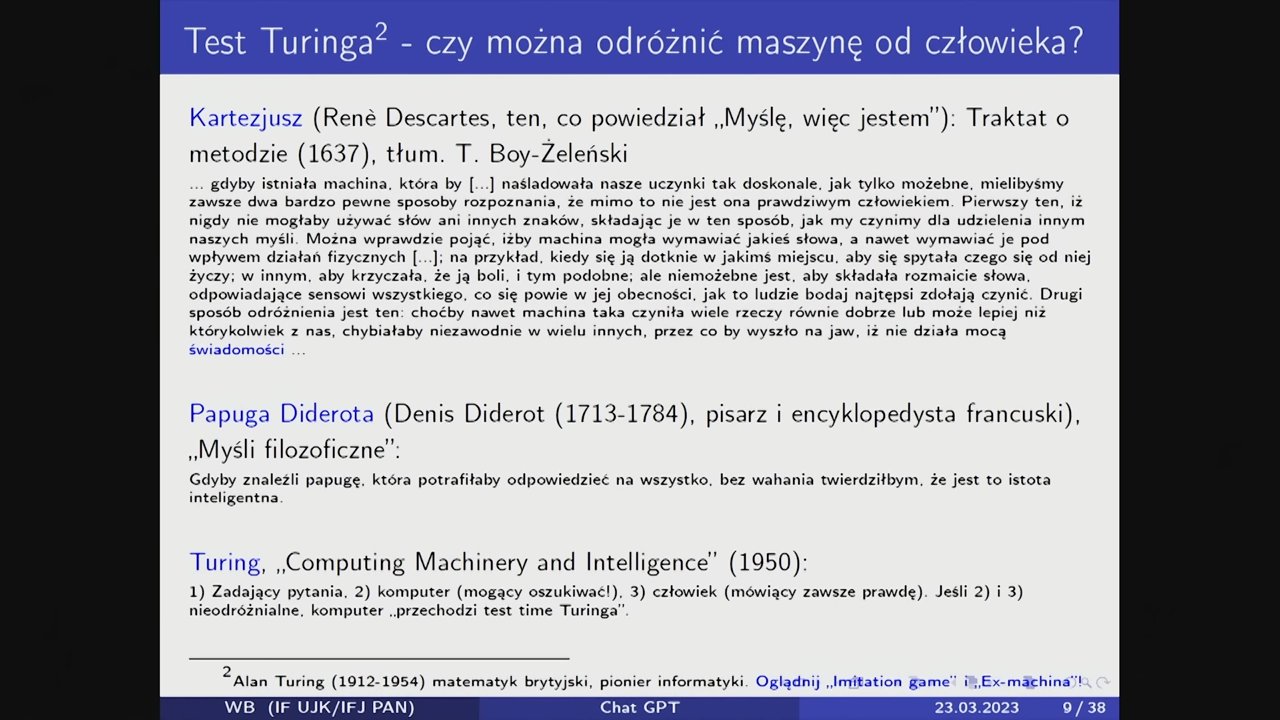 Test Turinga² - czy można odróżnić maszynę od człowieka?
Kartezjusz (Renè Descartes, ten, co powiedział „Myślę, więc jestem”): Traktat o
metodzie (1637), tłum. T. Boy-Żeleński
... gdyby istniała machina, która by [...] naśladowała nasze uczynki tak doskonale, jak tylko możebne, mielibyśmy
zawsze dwa bardzo pewne sposoby rozpoznania, że mimo to nie jest ona prawdziwym człowiekiem. Pierwszy ten, iż
nigdy nie mogłaby używać słów ani innych znaków, składając je w ten sposób, jak my czynimy dla udzielenia innym
naszych myśli. Można wprawdzie pojąć, iżby machina mogła wymawiać jakieś słowa, a nawet wymawiać je pod
wpływem działań fizycznych [...]; na przykład, kiedy się ją dotknie w jakimś miejscu, aby się spytała czego się od niej
życzy; w innym, aby krzyczała, że ją boli, i tym podobne; ale niemożebne jest, aby składała rozmaicie słowa,
odpowiadające sensowi wszystkiego, co się powie w jej obecności, jak to ludzie bodaj najtępsi zdołają czynić. Drugi
sposób odróżnienia jest ten: choćby nawet machina taka czyniła wiele rzeczy równie dobrze lub może lepiej niż
którykolwiek z nas, chybiałaby niezawodnie w wielu innych, przez co by wyszło na jaw, iż nie działa mocą
świadomości ...
Papuga Diderota (Denis Diderot (1713-1784), pisarz i encyklopedysta francuski),
„Myśli filozoficzne”:
Gdyby znaleźli papugę, która potrafiłaby odpowiedzieć na wszystko, bez wahania twierdziłbym, że jest to istota
inteligentna.
Turing, „Computing Machinery and Intelligence” (1950):
1) Zadający pytania, 2) komputer (mogący oszukiwać!), 3) człowiek (mówiący zawsze prawdę). Jeśli 2) i 3)
nieodróżnialne, komputer „przechodzi test time Turinga”.
²Alan Turing (1912-1954) matematyk brytyjski, pionier informatyki. Oglądnij „Imitation game” i „Ex-machina”!
WB (IF UJK/IFJ PAN) Chat GPT 23.03.2023 9 / 38